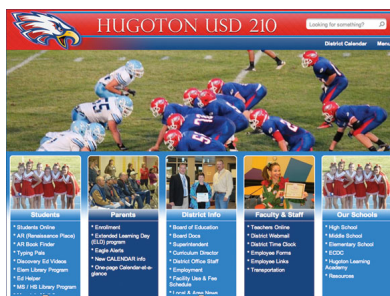 HUGOTON USD 210
Looking for something?
District Calendar Menu
Students
Students Online
AR (Renaissance Place)
AR Book Finder
Typing Pals
Discovery Ed Videos
Elem Library Program
Ed Helper
MS / HS Library Program
Parents
Enrollment
Extended Learning Day
(ELD) program
Eagle Alerts
New CALENDAR Info
One-page Calendar-at-a-
glance
District Info
Board of Education
Board Docs
Superintendent
Curriculum Director
District Office Staff
Employment
Facility Use & Fee
Schedule
Local & Area News
Faculty & Staff
Teachers Online
District Webmail
District Time Clock
Employee Forms
Employee Links
Transportation
Our Schools
High School
Middle School
Elementary School
ECDC
Hugoton Learning
Academy
Resources